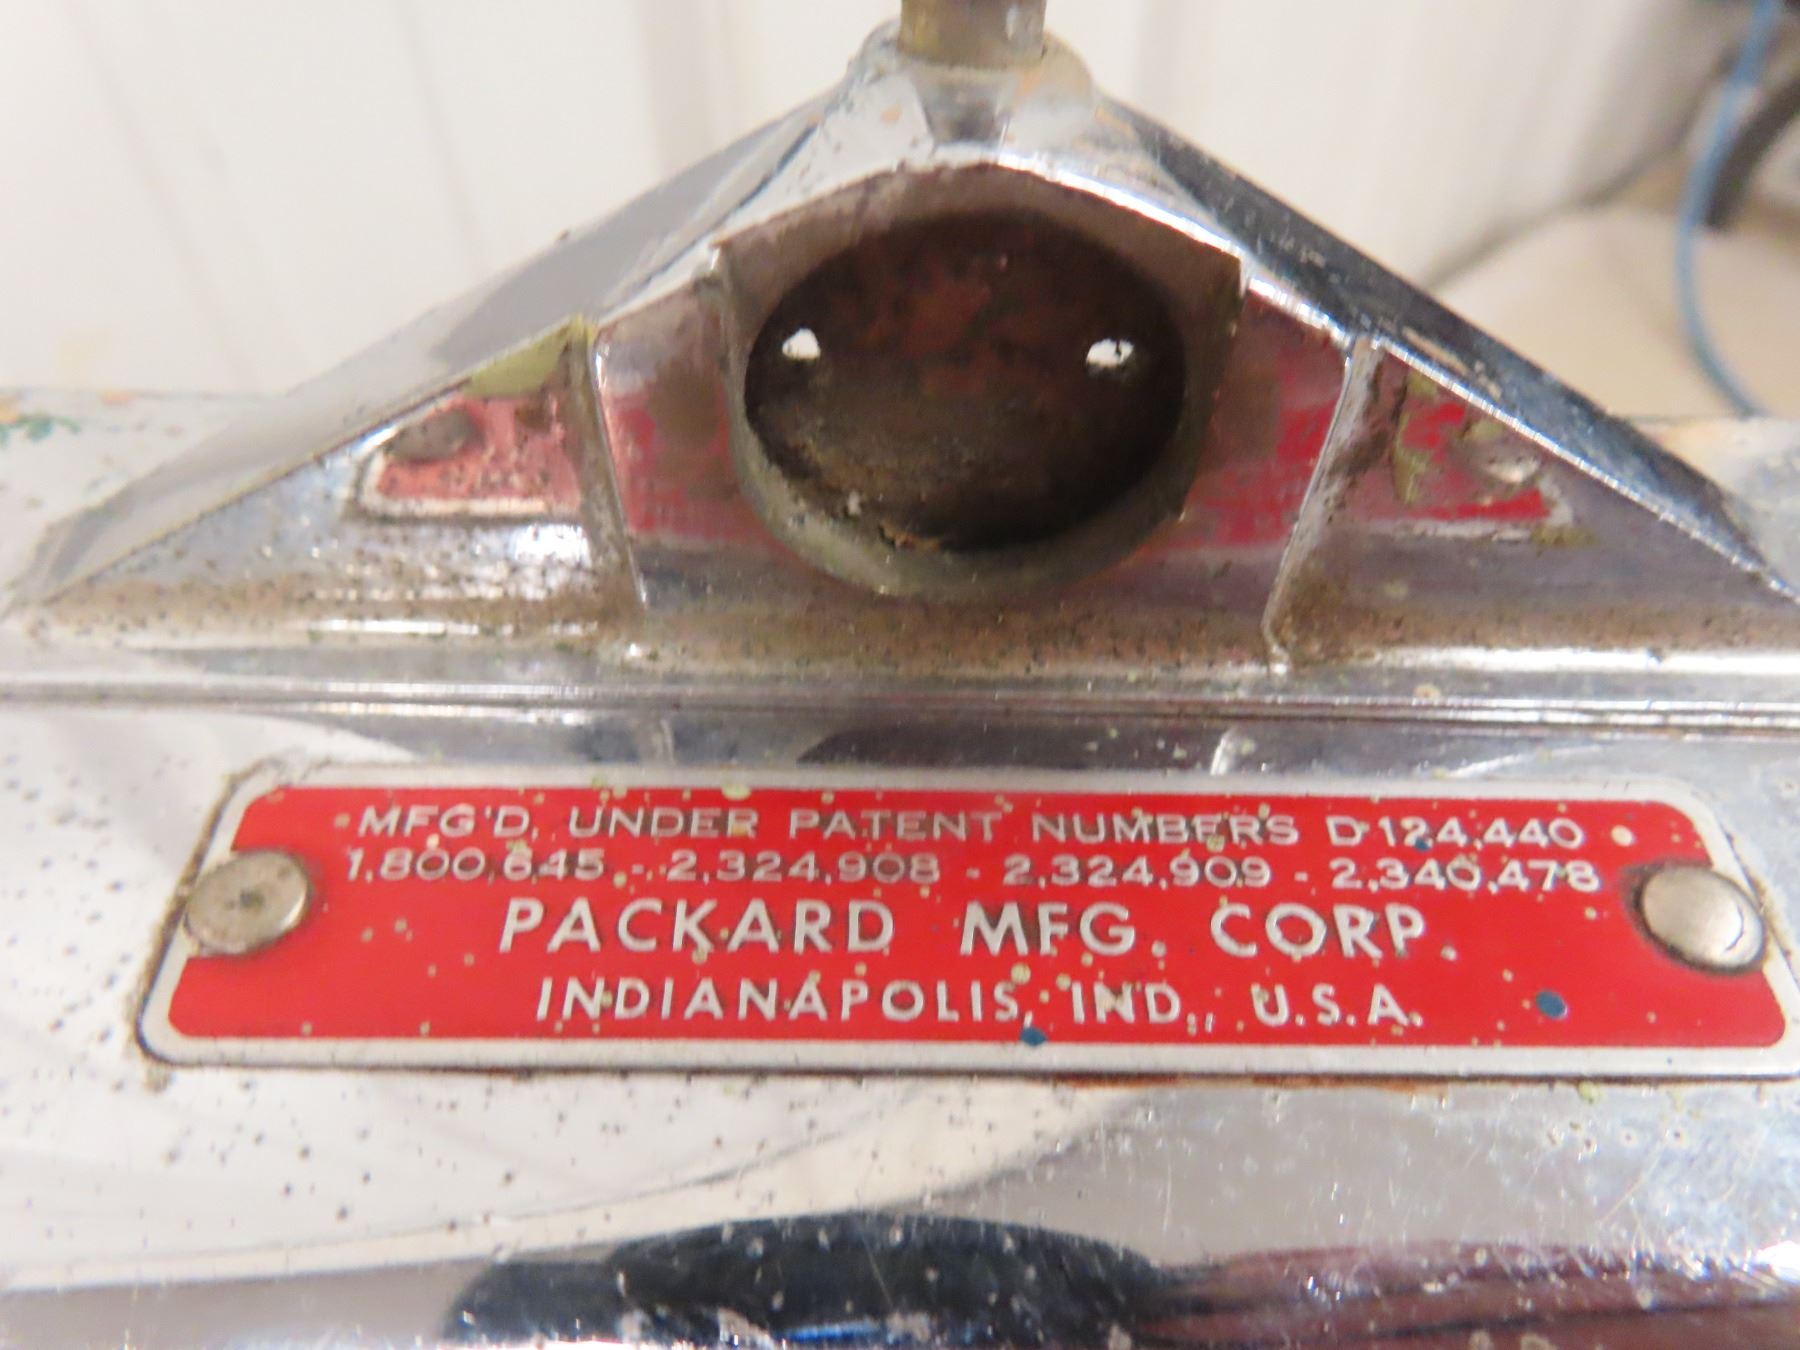 MFG'D. UNDER PATENT NUMBERS D-124,440
1,800,645 - 2,324,908 - 2,324,909 - 2,340,478
PACKARD MFG. CORP.
INDIANAPOLIS, IND., U.S.A.